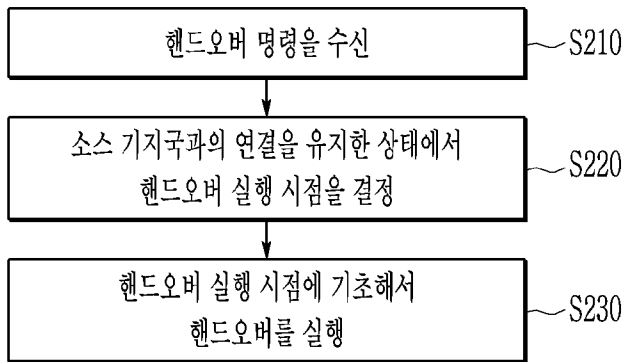 핸드오버 명령을 수신
S210
소스 기지국과의 연결을 유지한 상태에서
핸드오버 실행 시점을 결정
S220
핸드오버 실행 시점에 기초해서
핸드오버를 실행
S230